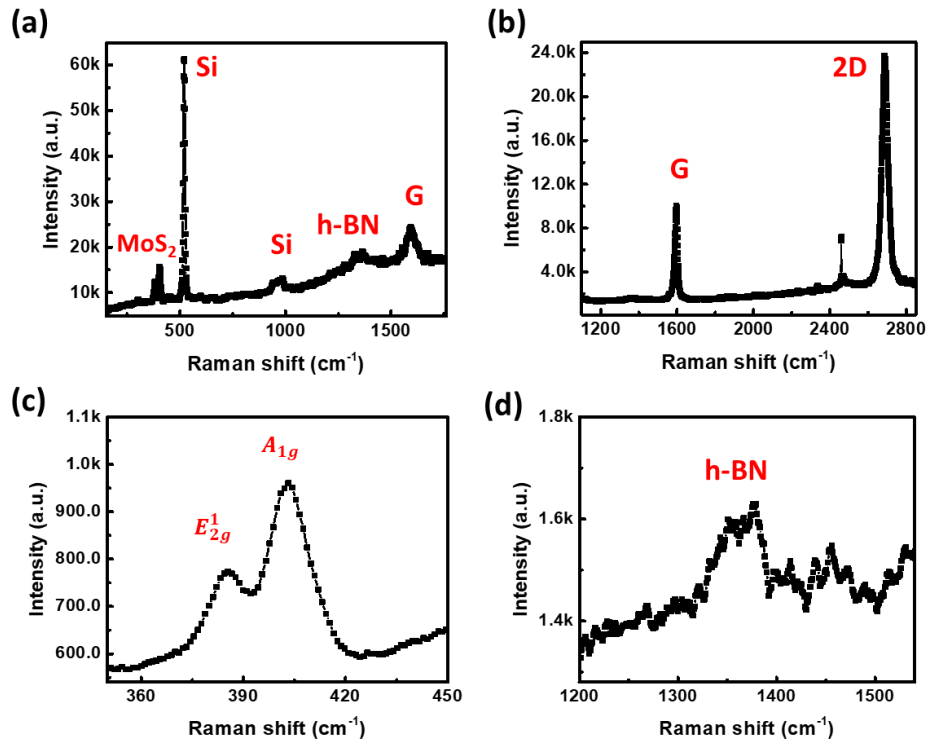 (a)
60k
50k
40k
30k
20k
10k
Intensity (a.u.)
Si
MoS₂
Si
h-BN
G
500 1000 1500
Raman shift (cm⁻¹)
(b)
24.0k
20.0k
16.0k
12.0k
8.0k
4.0k
Intensity (a.u.)
2D
G
1200 1600 2000 2400 2800
Raman shift (cm⁻¹)
(c)
1.1k
1.0k
900.0
800.0
700.0
600.0
Intensity (a.u.)
A₁g
E¹₂g
360 390 420 450
Raman shift (cm⁻¹)
(d)
1.8k
1.6k
1.4k
Intensity (a.u.)
h-BN
1200 1300 1400 1500
Raman shift (cm⁻¹)